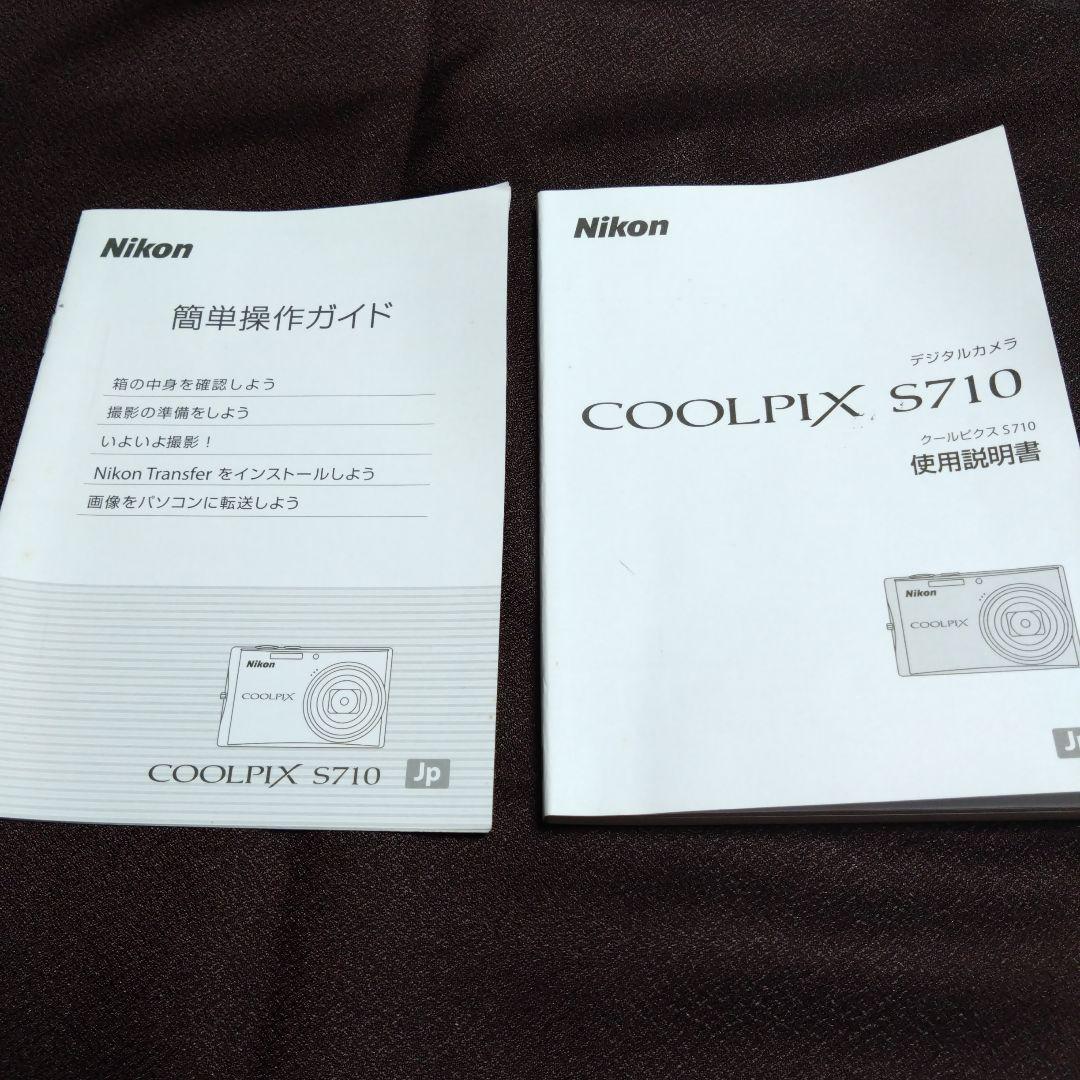 Nikon
簡単操作ガイド
箱の中身を確認しよう
撮影の準備をしよう
いよいよ撮影！
Nikon Transfer をインストールしよう
画像をパソコンに転送しよう
Nikon
COOLPIX
COOLPIX S710 Jp
Nikon
デジタルカメラ
COOLPIX S710
クールピクス S710
使用説明書
Nikon
COOLPIX